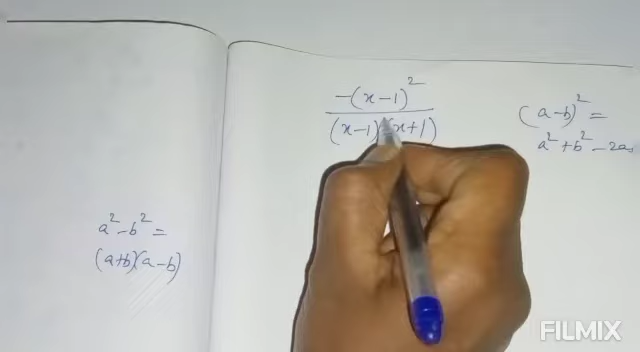 -(x-1)²
(x-1)(x+1)
(a-b)² =
a²+b²-2a
a²-b² =
(a+b)(a-b)
FILMIX